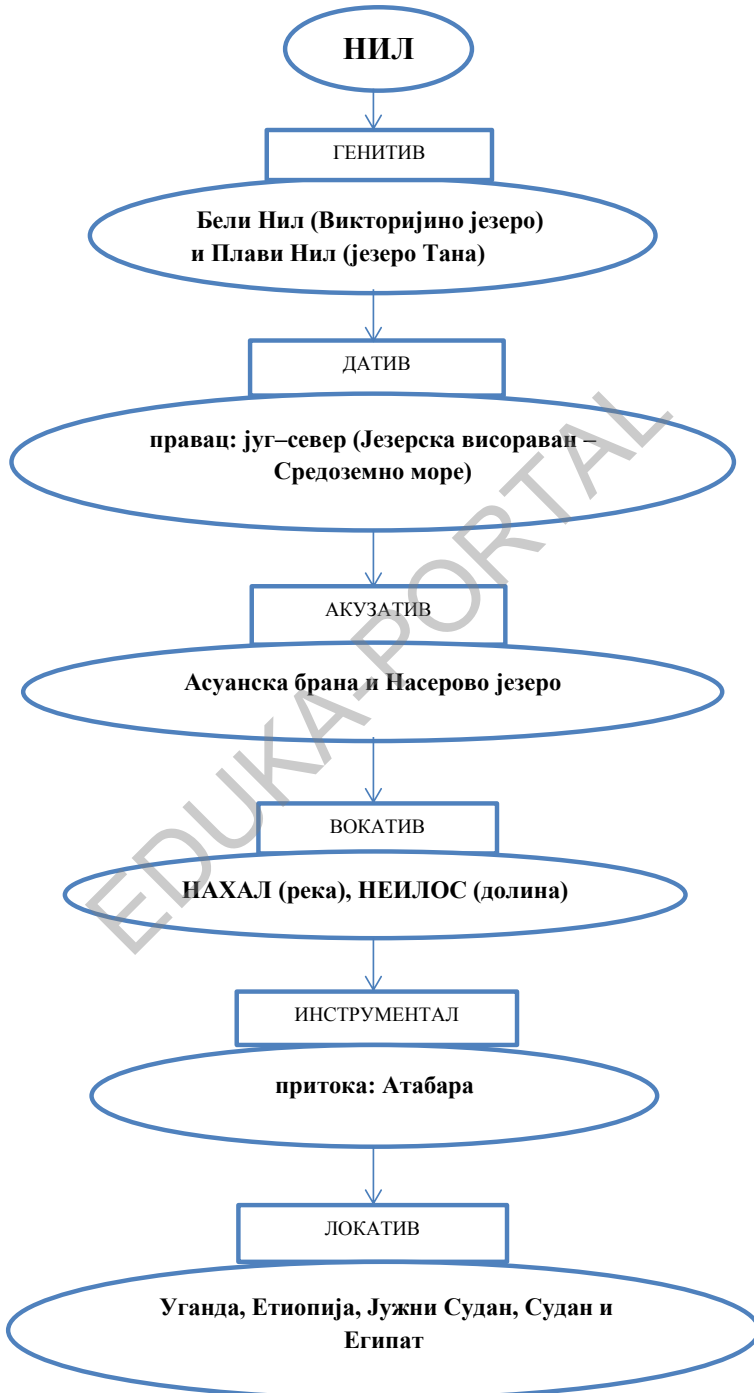 НИЛ
ГЕНИТИВ
Бели Нил (Викторијино језеро)
и Плави Нил (језеро Тана)
ДАТИВ
правац: југ–север (Језерска висораван –
Средоземно море)
АКУЗАТИВ
Асуанска брана и Насерово језеро
ВОКАТИВ
НАХАЛ (река), НЕИЛОС (долина)
ИНСТРУМЕНТАЛ
притока: Атабара
ЛОКАТИВ
Уганда, Етиопија, Јужни Судан, Судан и
Египат
EDUKA-PORTAL